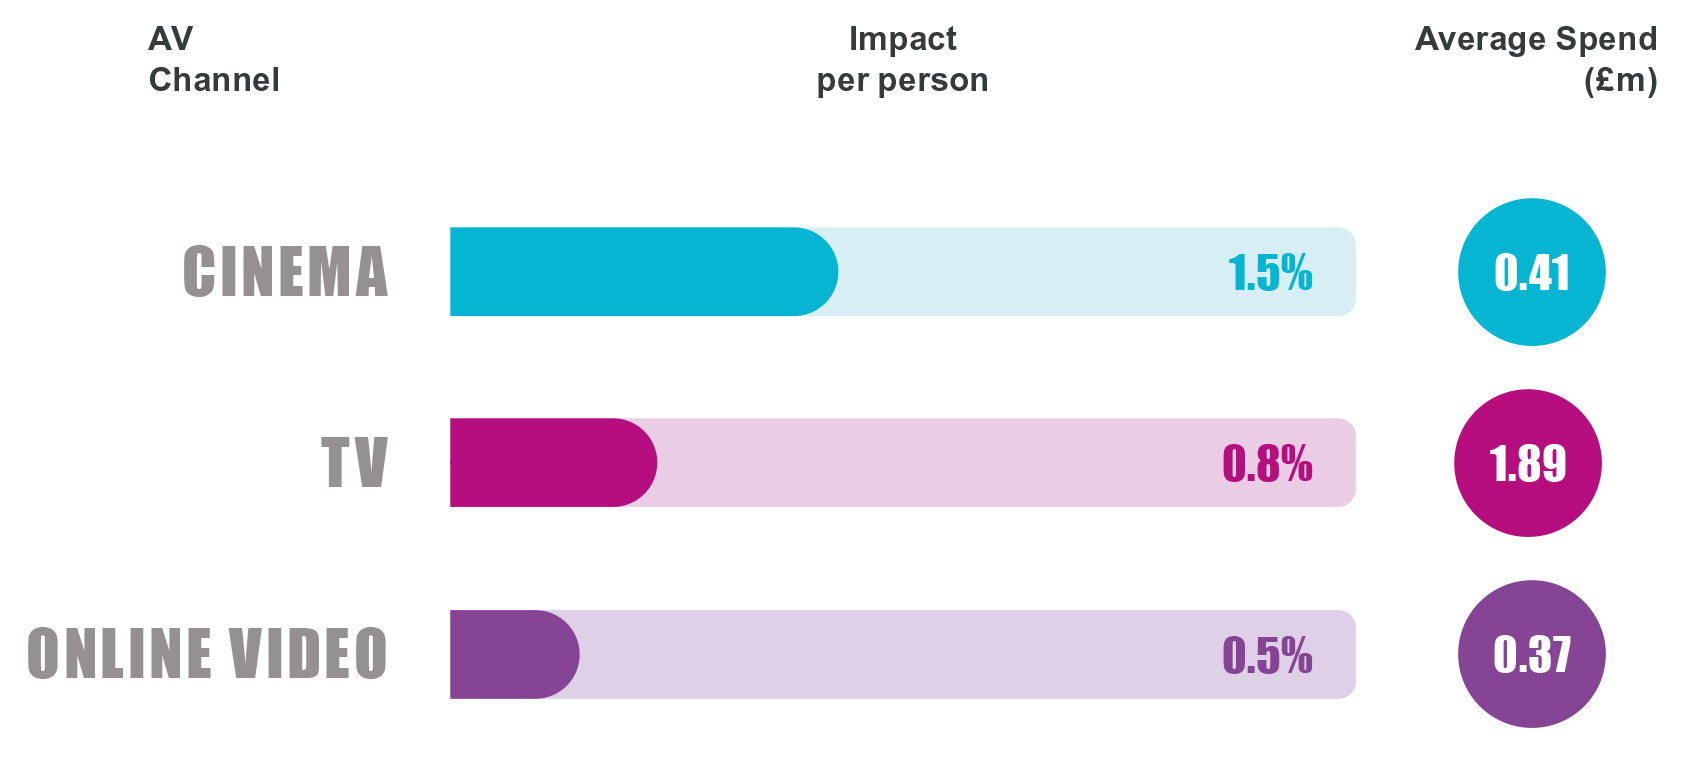 AV
Channel
Impact
per person
Average Spend
(£m)
CINEMA
1.5%
0.41
TV
0.8%
1.89
ONLINE VIDEO
0.5%
0.37